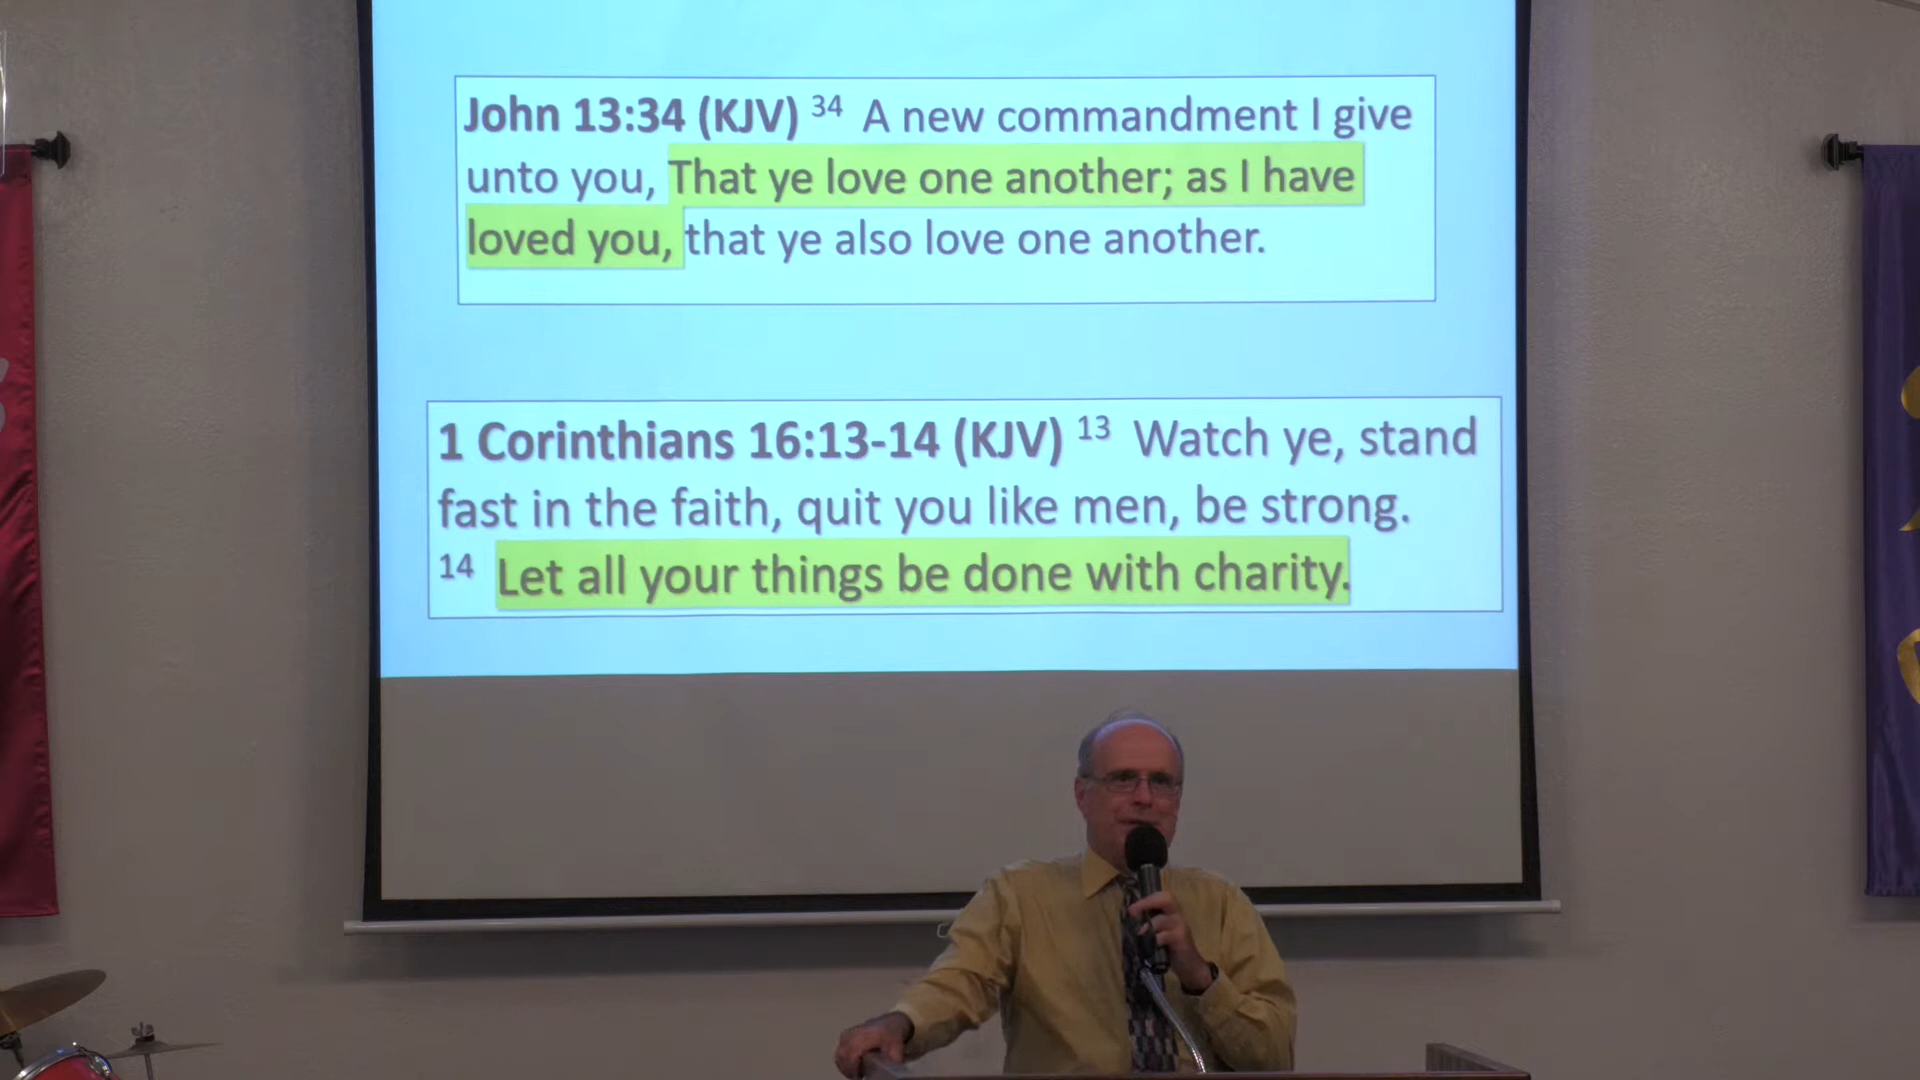 John 13:34 (KJV) 34 A new commandment I give
unto you, That ye love one another; as I have
loved you, that ye also love one another.
1 Corinthians 16:13-14 (KJV) 13 Watch ye, stand
fast in the faith, quit you like men, be strong.
14 Let all your things be done with charity.